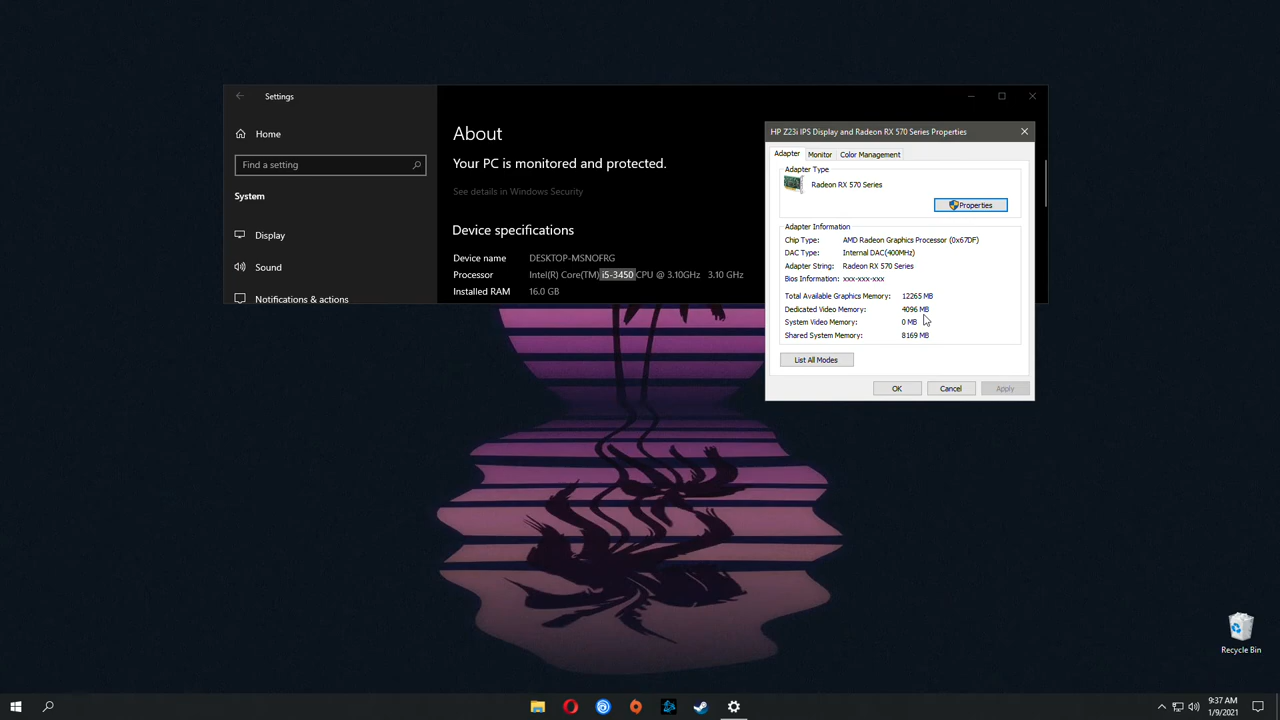 Settings
Home
Find a setting
System
Display
Sound
Notifications & actions
About
Your PC is monitored and protected.
See details in Windows Security
Device specifications
Device name DESKTOP-MSNOFRG
Processor Intel(R) Core(TM) i5-3450 CPU @ 3.10GHz 3.10 GHz
Installed RAM 16.0 GB
HP Z23i IPS Display and Radeon RX 570 Series Properties
Adapter Monitor Color Management
Adapter Type
Radeon RX 570 Series
Properties
Adapter Information
Chip Type: AMD Radeon Graphics Processor (0x67DF)
DAC Type: Internal DAC(400MHz)
Adapter String: Radeon RX 570 Series
Bios Information: xxx-xxx-xxx
Total Available Graphics Memory: 12265 MB
Dedicated Video Memory: 4096 MB
System Video Memory: 0 MB
Shared System Memory: 8169 MB
List All Modes
OK Cancel Apply
Recycle Bin
9:37 AM
1/9/2021